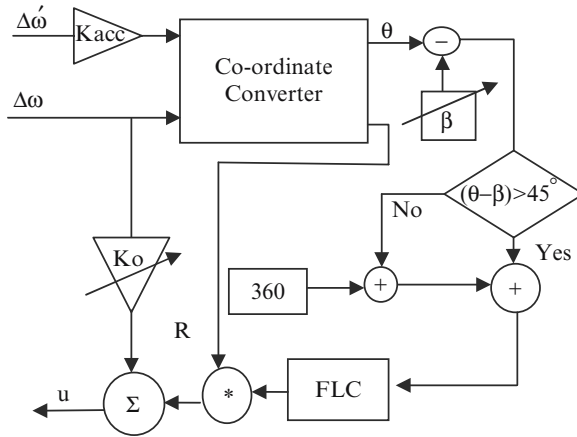 Δώ Kacc
θ
−
Co-ordinate
Converter
Δω
β
(θ−β)>45°
No
Yes
Ko
360
+
+
R
FLC
*
Σ
u